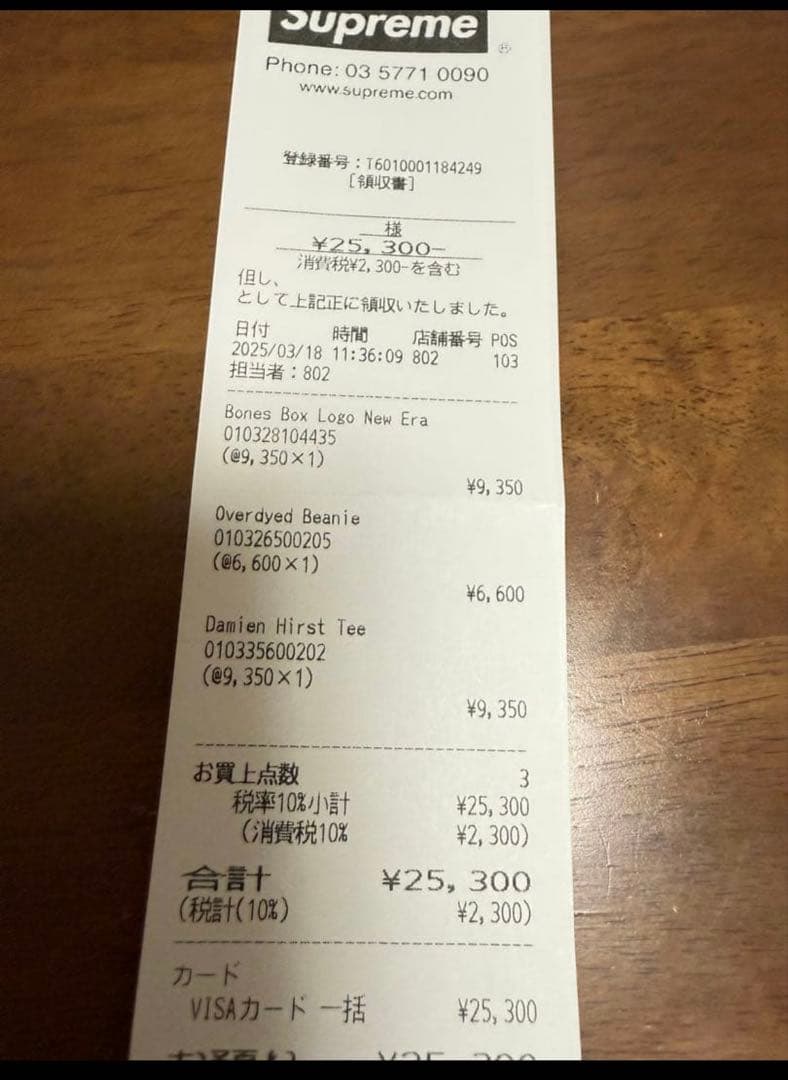 Supreme
®
Phone: 03 5771 0090
www.supreme.com
登録番号：T6010001184249
[領収書]
様
¥25,300-
消費税¥2,300-を含む
但し、
として上記正に領収いたしました。
日付 時間 店舗番号 POS
2025/03/18 11:36:09 802 103
担当者：802
Bones Box Logo New Era
010328104435
(@9,350×1)
¥9,350
Overdyed Beanie
010326500205
(@6,600×1)
¥6,600
Damien Hirst Tee
010335600202
(@9,350×1)
¥9,350
お買上点数 3
税率10%小計 ¥25,300
(消費税10% ¥2,300)
合計 ¥25,300
(税計(10%) ¥2,300)
カード
VISAカード 一括 ¥25,300
お預り ¥25,300